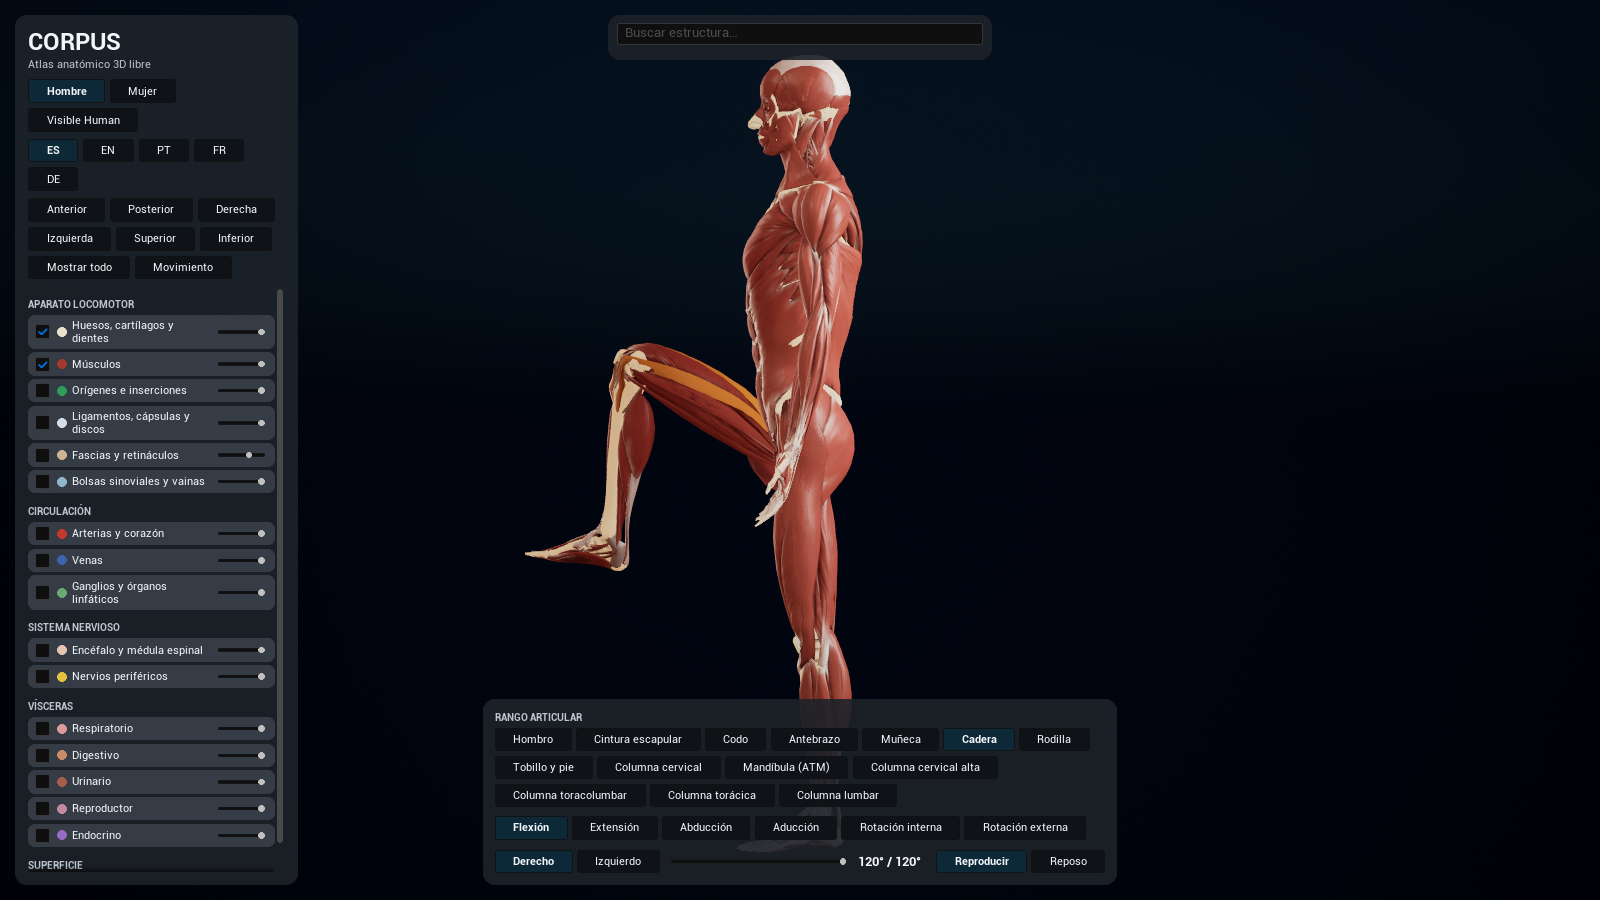 CORPUS
Atlas anatómico 3D libre
Hombre Mujer
Visible Human
ES EN PT FR
DE
Anterior Posterior Derecha
Izquierda Superior Inferior
Mostrar todo Movimiento
APARATO LOCOMOTOR
Huesos, cartílagos y
dientes
Músculos
Orígenes e inserciones
Ligamentos, cápsulas y
discos
Fascias y retináculos
Bolsas sinoviales y vainas
CIRCULACIÓN
Arterias y corazón
Venas
Ganglios y órganos
linfáticos
SISTEMA NERVIOSO
Encéfalo y médula espinal
Nervios periféricos
VÍSCERAS
Respiratorio
Digestivo
Urinario
Reproductor
Endocrino
SUPERFICIE
Buscar estructura...
RANGO ARTICULAR
Hombro Cintura escapular Codo Antebrazo Muñeca Cadera Rodilla
Tobillo y pie Columna cervical Mandíbula (ATM) Columna cervical alta
Columna toracolumbar Columna torácica Columna lumbar
Flexión Extensión Abducción Aducción Rotación interna Rotación externa
Derecho Izquierdo 120° / 120° Reproducir Reposo